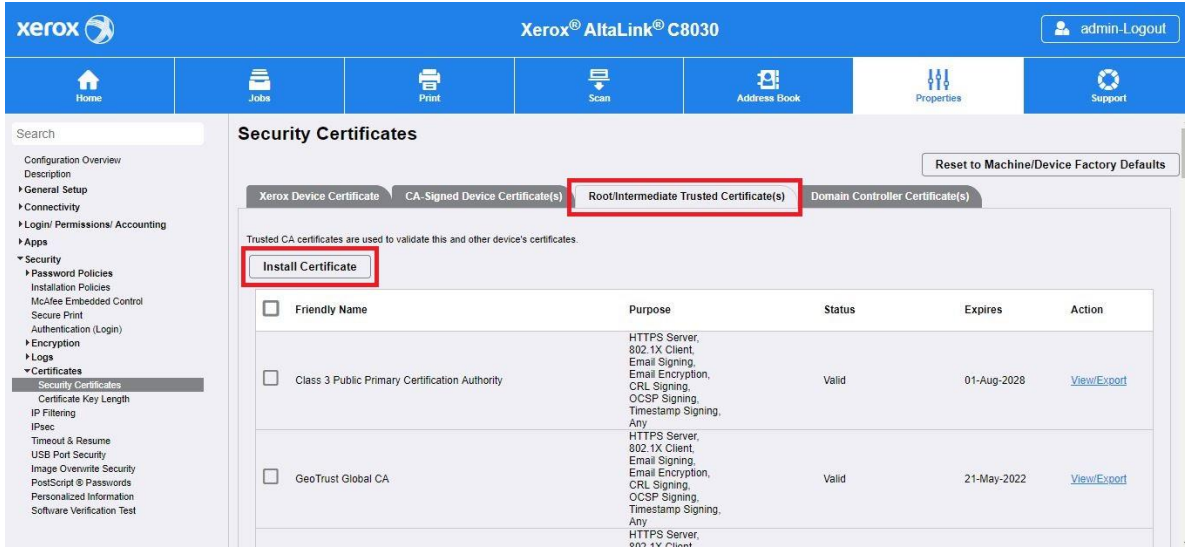 xerox
Xerox® AltaLink® C8030
admin-Logout
Home
Jobs
Print
Scan
Address Book
Properties
Support
Search
Configuration Overview
Description
General Setup
Connectivity
Login/ Permissions/ Accounting
Apps
Security
Password Policies
Installation Policies
McAfee Embedded Control
Secure Print
Authentication (Login)
Encryption
Logs
Certificates
Security Certificates
Certificate Key Length
IP Filtering
IPsec
Timeout & Resume
USB Port Security
Image Overwrite Security
PostScript ® Passwords
Personalized Information
Software Verification Test
Security Certificates
Reset to Machine/Device Factory Defaults
Xerox Device Certificate
CA-Signed Device Certificate(s)
Root/Intermediate Trusted Certificate(s)
Domain Controller Certificate(s)
Trusted CA certificates are used to validate this and other device's certificates.
Install Certificate
Friendly Name
Purpose
Status
Expires
Action
Class 3 Public Primary Certification Authority
HTTPS Server,
802.1X Client,
Email Signing,
Email Encryption,
CRL Signing,
OCSP Signing,
Timestamp Signing,
Any
Valid
01-Aug-2028
View/Export
GeoTrust Global CA
HTTPS Server,
802.1X Client,
Email Signing,
Email Encryption,
CRL Signing,
OCSP Signing,
Timestamp Signing,
Any
Valid
21-May-2022
View/Export
HTTPS Server,
802.1X Client